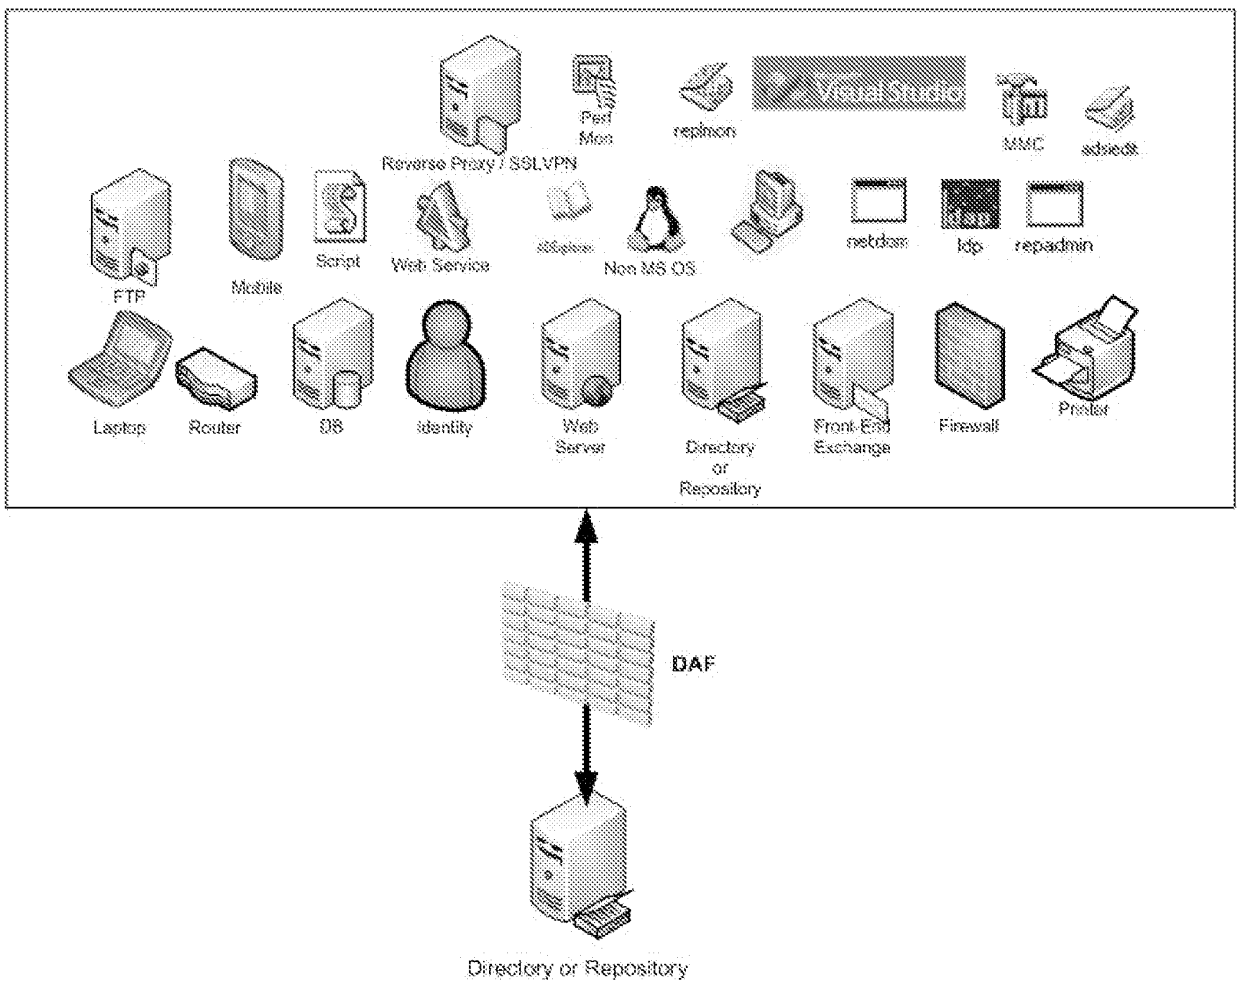 Visual Studio
Perf
Mon
replmon
MMC
adsiedit
Reverse Proxy / SSLVPN
FTP
Mobile
Script
Web Service
Non MS OS
netdom
ldp
ldp
repadmin
Laptop
Router
DB
Identity
Web
Server
Directory
or
Repository
Front-End
Exchange
Firewall
Printer
DAF
Directory or Repository